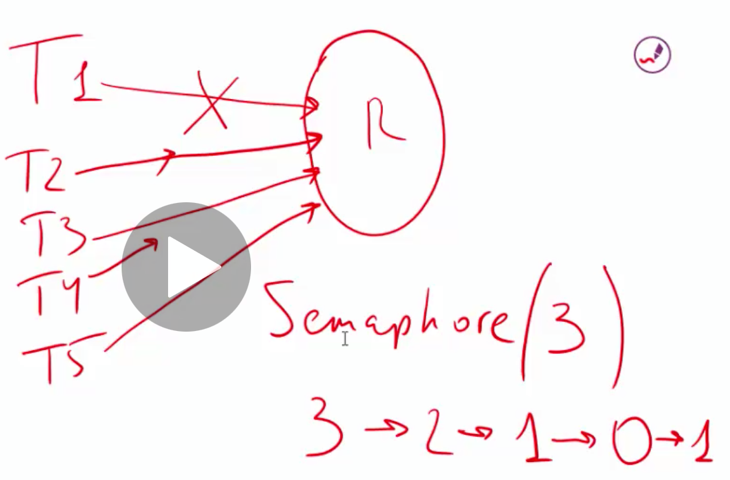 T1
R
T2
T3
T4
T5
Semaphore(3)
3 → 2 → 1 → 0 → 1